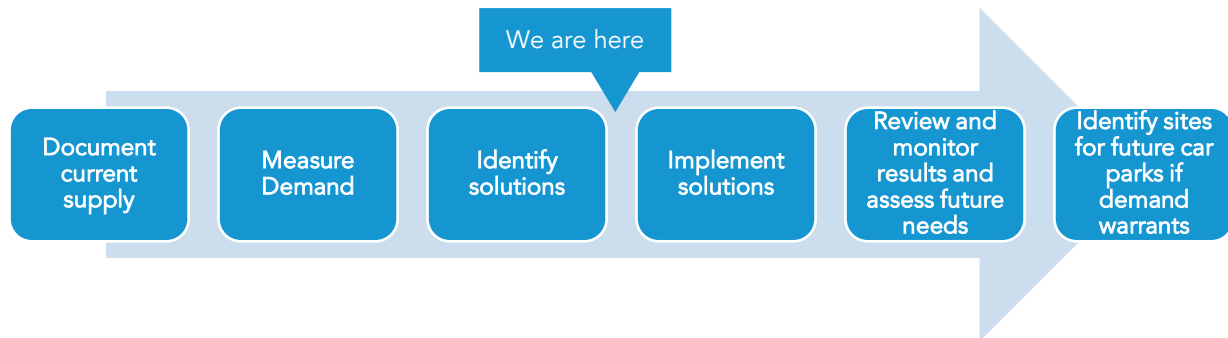 We are here
Document
current
supply
Measure
Demand
Identify
solutions
Implement
solutions
Review and
monitor
results and
assess future
needs
Identify sites
for future car
parks if
demand
warrants